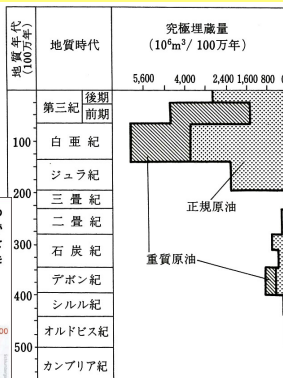 地質年代
(100万年)
地質時代
究極埋蔵量
(10⁶m³/ 100万年)
5,600 4,000 2,400 1,600 800 0
第三紀 後期
前期
白亜紀
ジュラ紀
三畳紀
二畳紀
石炭紀
デボン紀
シルル紀
オルドビス紀
カンブリア紀
100
200
300
400
500
正規原油
重質原油
00